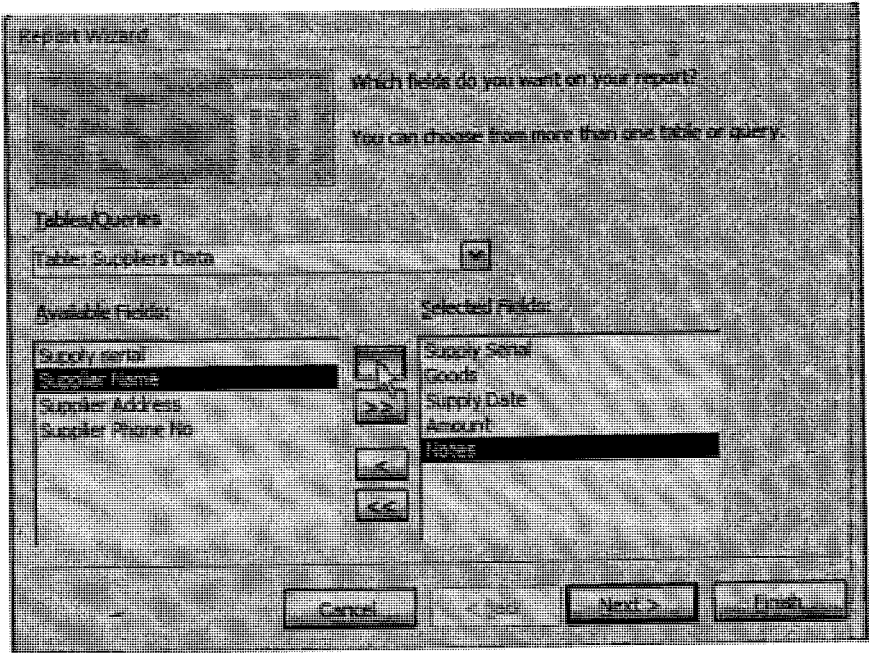 Report Wizard
Which fields do you want on your report?
You can choose from more than one table or query.
Tables/Queries
Table: Suppliers Data
Available Fields:
Selected Fields:
Supply serial
Supplier Name
Supplier Address
Supplier Phone No
>>
<
<<
Supply Serial
Goods
Supply Date
Amount
Notes
Cancel
< Back
Next >
Finish